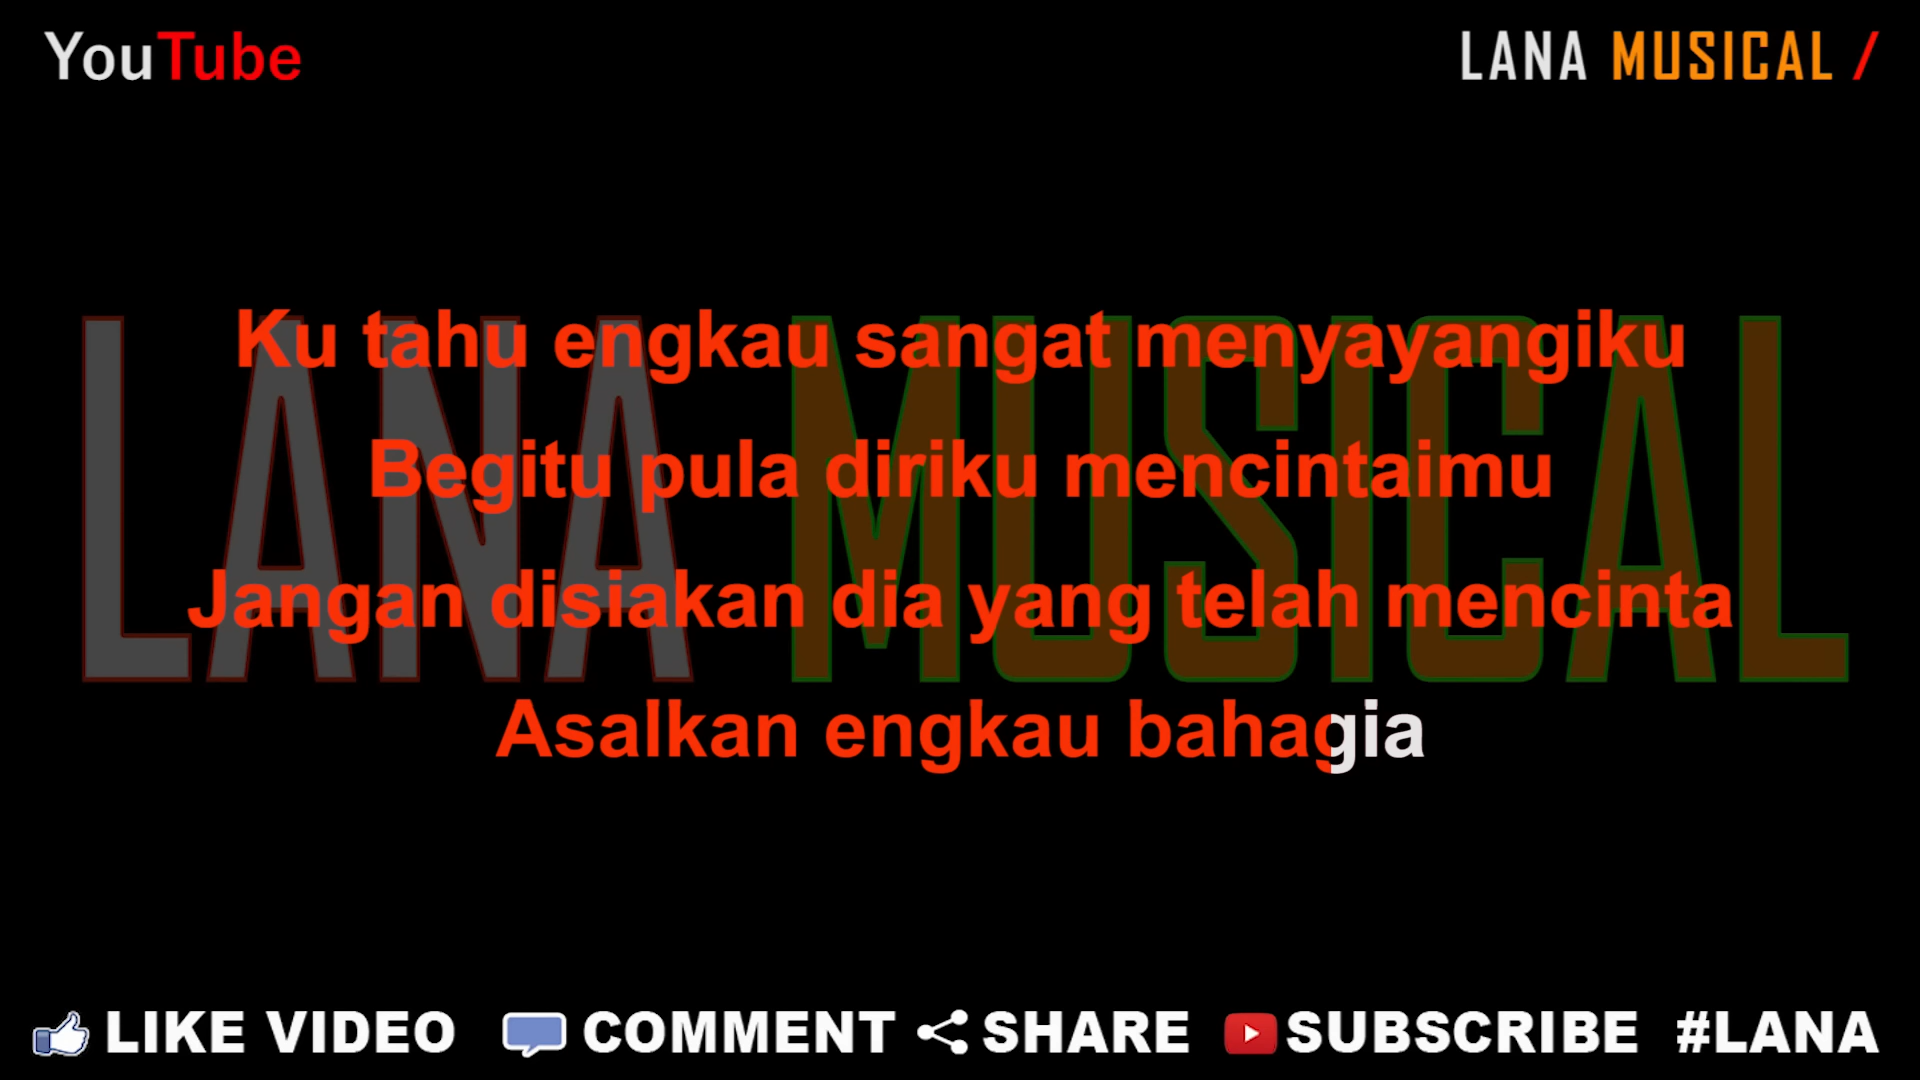 YouTube
LANA MUSICAL /
LANA MUSICAL
Ku tahu engkau sangat menyayangiku
Begitu pula diriku mencintaimu
Jangan disiakan dia yang telah mencinta
Asalkan engkau bahagia
LIKE VIDEO COMMENT SHARE SUBSCRIBE #LANA